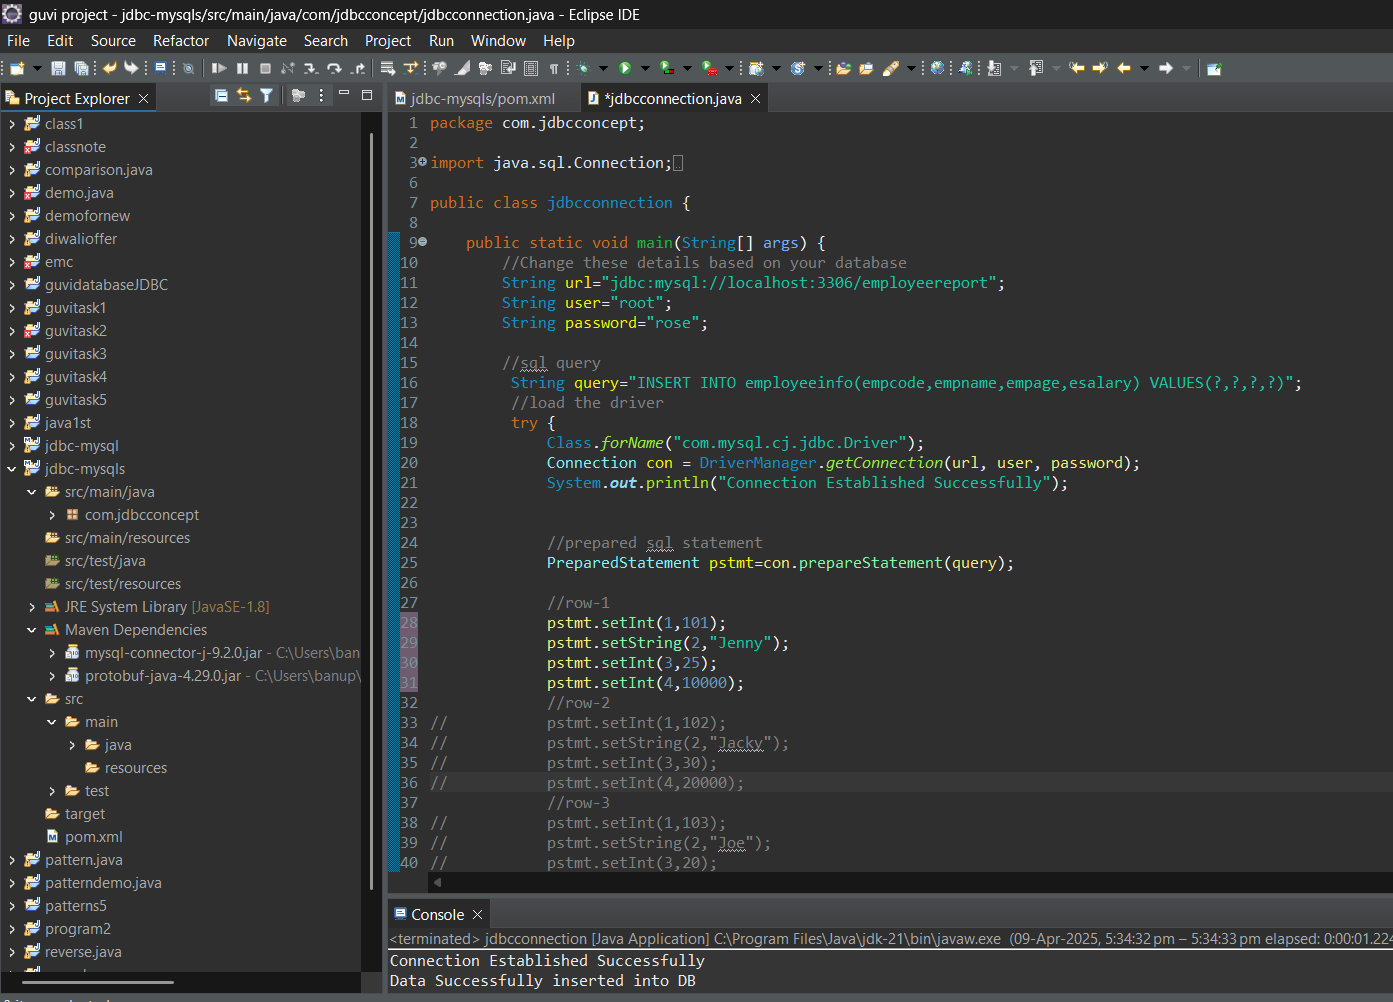 guvi project - jdbc-mysqls/src/main/java/com/jdbcconcept/jdbcconnection.java - Eclipse IDE
File Edit Source Refactor Navigate Search Project Run Window Help
Project Explorer
class1
classnote
comparison.java
demo.java
demofornew
diwalioffer
emc
guvidatabaseJDBC
guvitask1
guvitask2
guvitask3
guvitask4
guvitask5
java1st
jdbc-mysql
jdbc-mysqls
src/main/java
com.jdbcconcept
src/main/resources
src/test/java
src/test/resources
JRE System Library [JavaSE-1.8]
Maven Dependencies
mysql-connector-j-9.2.0.jar - C:\Users\ban
protobuf-java-4.29.0.jar - C:\Users\banup\
src
main
java
resources
test
target
pom.xml
pattern.java
patterndemo.java
patterns5
program2
reverse.java
jdbc-mysqls/pom.xml *jdbcconnection.java
1 package com.jdbcconcept;
2
3 import java.sql.Connection;
6
7 public class jdbcconnection {
8
9 public static void main(String[] args) {
10 //Change these details based on your database
11 String url="jdbc:mysql://localhost:3306/employeereport";
12 String user="root";
13 String password="rose";
14
15 //sql query
16 String query="INSERT INTO employeeinfo(empcode,empname,empage,esalary) VALUES(?,?,?,?)";
17 //load the driver
18 try {
19 Class.forName("com.mysql.cj.jdbc.Driver");
20 Connection con = DriverManager.getConnection(url, user, password);
21 System.out.println("Connection Established Successfully");
22
23
24 //prepared sql statement
25 PreparedStatement pstmt=con.prepareStatement(query);
26
27 //row-1
28 pstmt.setInt(1,101);
29 pstmt.setString(2,"Jenny");
30 pstmt.setInt(3,25);
31 pstmt.setInt(4,10000);
32 //row-2
33 // pstmt.setInt(1,102);
34 // pstmt.setString(2,"Jacky");
35 // pstmt.setInt(3,30);
36 // pstmt.setInt(4,20000);
37 //row-3
38 // pstmt.setInt(1,103);
39 // pstmt.setString(2,"Joe");
40 // pstmt.setInt(3,20);
Console
<terminated> jdbcconnection [Java Application] C:\Program Files\Java\jdk-21\bin\javaw.exe (09-Apr-2025, 5:34:32 pm – 5:34:33 pm elapsed: 0:00:01.224
Connection Established Successfully
Data Successfully inserted into DB